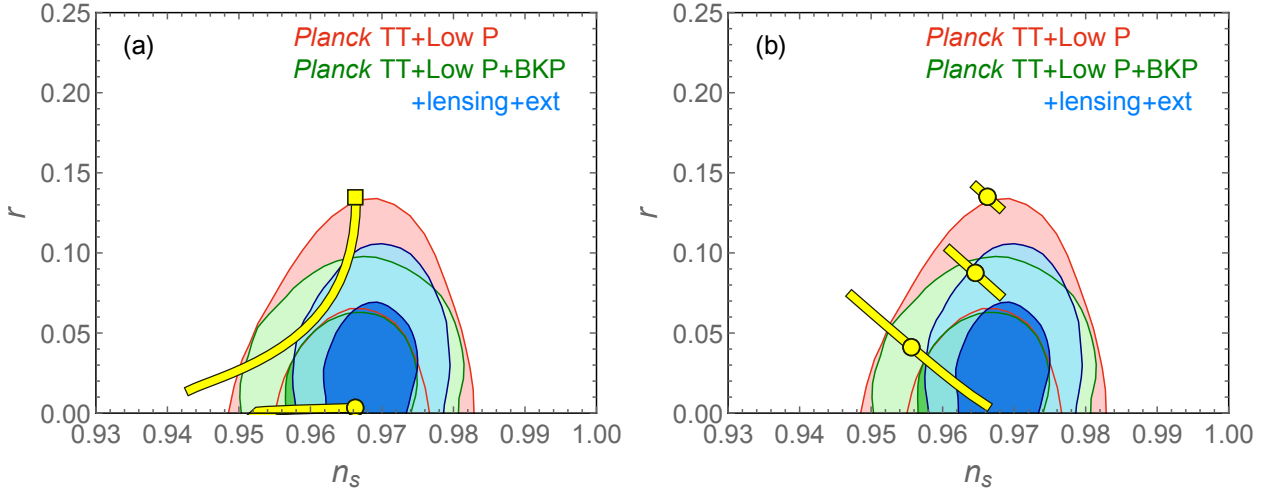 (a)
Planck TT+Low P
Planck TT+Low P+BKP
+lensing+ext
0.25
0.20
0.15
0.10
0.05
0.00
r
0.93 0.94 0.95 0.96 0.97 0.98 0.99 1.00
n_s
(b)
Planck TT+Low P
Planck TT+Low P+BKP
+lensing+ext
0.25
0.20
0.15
0.10
0.05
0.00
r
0.93 0.94 0.95 0.96 0.97 0.98 0.99 1.00
n_s